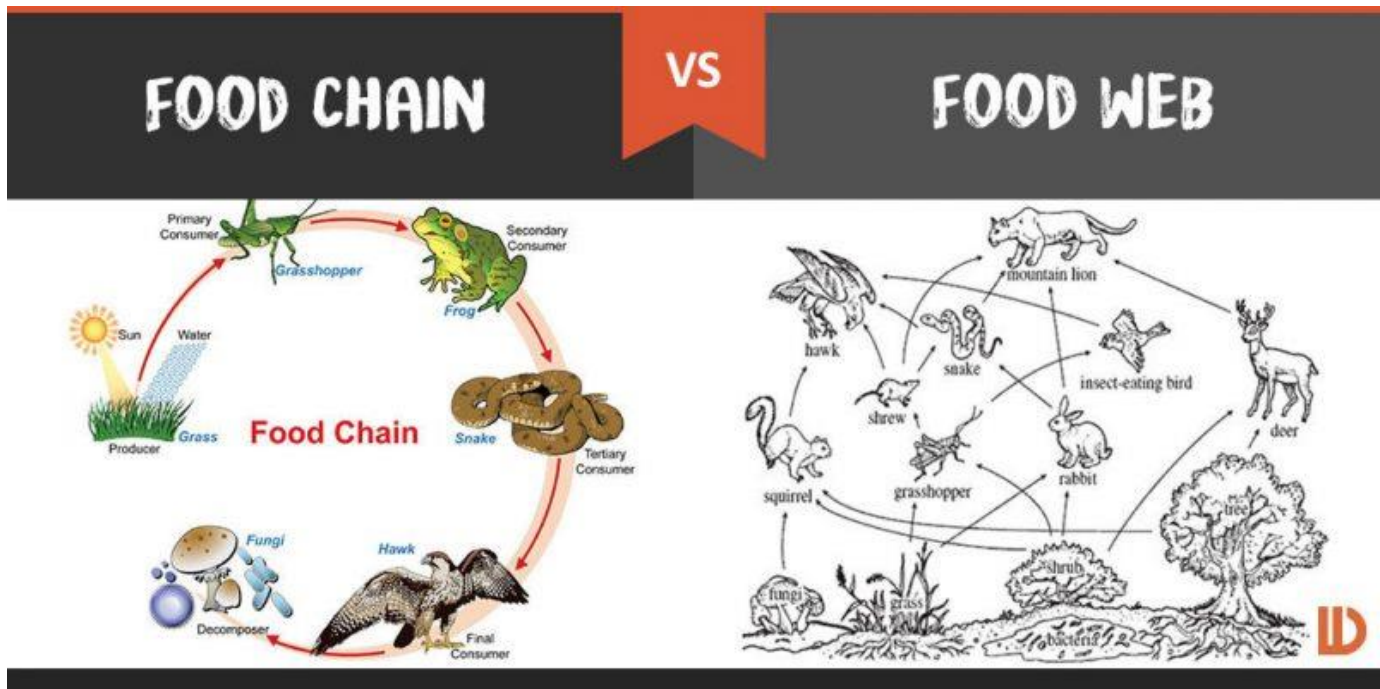 FOOD CHAIN
VS
FOOD WEB
Primary
Consumer
Grasshopper
Secondary
Consumer
Frog
Sun
Water
Producer
Grass
Food Chain
Snake
Tertiary
Consumer
Fungi
Hawk
Decomposer
Final
Consumer
mountain lion
hawk
snake
insect-eating bird
shrew
deer
squirrel
grasshopper
rabbit
tree
shrub
fungi
grass
bacteria